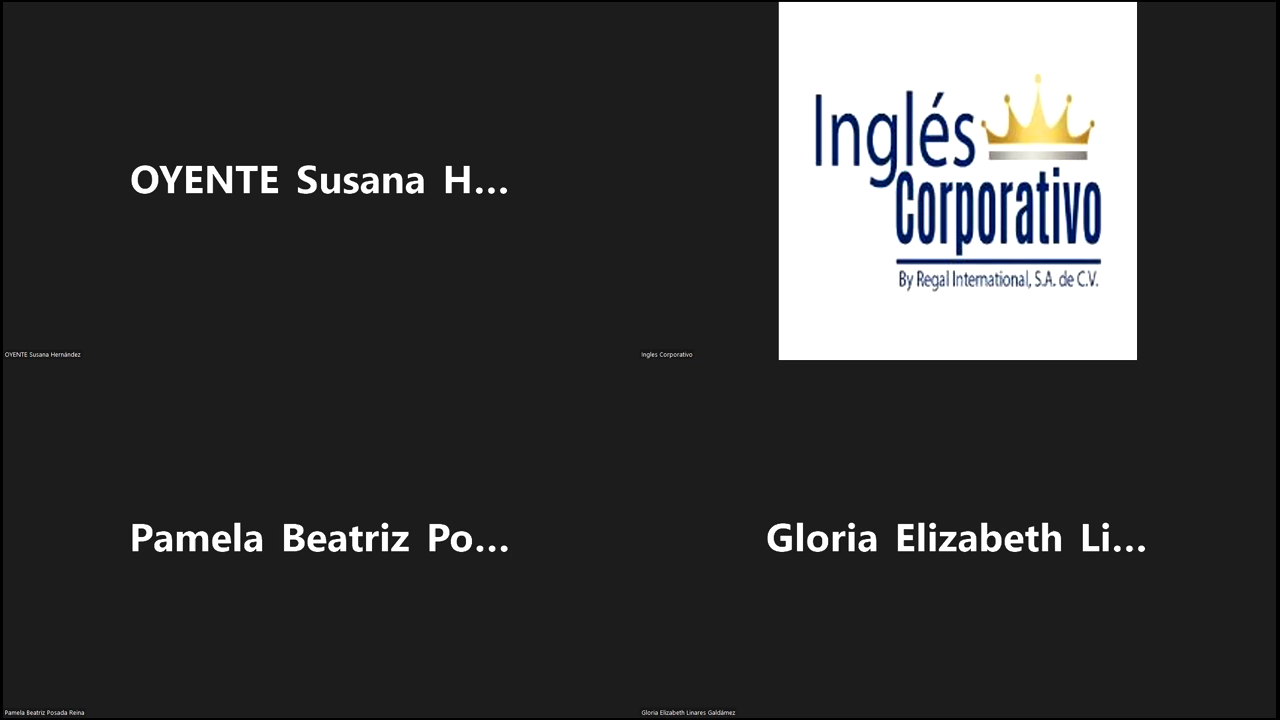 OYENTE Susana H...
OYENTE Susana Hernández
Inglés
Corporativo
By Regal International, S.A. de C.V.
Ingles Corporativo
Pamela Beatriz Po...
Pamela Beatriz Posada Reina
Gloria Elizabeth Li...
Gloria Elizabeth Linares Galdámez